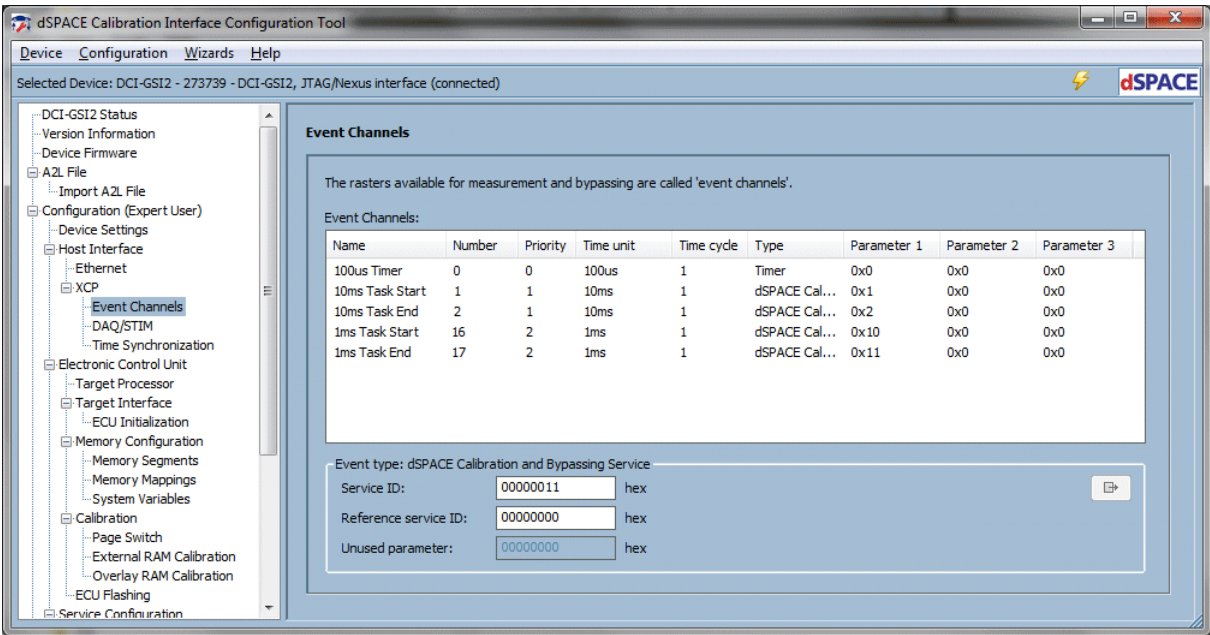 dSPACE Calibration Interface Configuration Tool
Device Configuration Wizards Help
Selected Device: DCI-GSI2 - 273739 - DCI-GSI2, JTAG/Nexus interface (connected)
dSPACE
DCI-GSI2 Status
Version Information
Device Firmware
A2L File
Import A2L File
Configuration (Expert User)
Device Settings
Host Interface
Ethernet
XCP
Event Channels
DAQ/STIM
Time Synchronization
Electronic Control Unit
Target Processor
Target Interface
ECU Initialization
Memory Configuration
Memory Segments
Memory Mappings
System Variables
Calibration
Page Switch
External RAM Calibration
Overlay RAM Calibration
ECU Flashing
Service Configuration
Event Channels
The rasters available for measurement and bypassing are called 'event channels'.
Event Channels:
Name Number Priority Time unit Time cycle Type Parameter 1 Parameter 2 Parameter 3
100us Timer 0 0 100us 1 Timer 0x0 0x0 0x0
10ms Task Start 1 1 10ms 1 dSPACE Cal... 0x1 0x0 0x0
10ms Task End 2 1 10ms 1 dSPACE Cal... 0x2 0x0 0x0
1ms Task Start 16 2 1ms 1 dSPACE Cal... 0x10 0x0 0x0
1ms Task End 17 2 1ms 1 dSPACE Cal... 0x11 0x0 0x0
Event type: dSPACE Calibration and Bypassing Service
Service ID: 00000011 hex
Reference service ID: 00000000 hex
Unused parameter: 00000000 hex